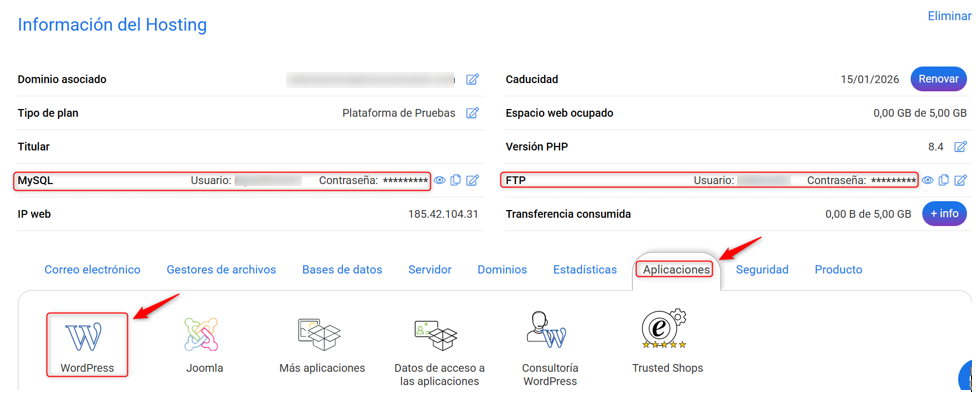 Información del Hosting
Eliminar
Dominio asociado
Caducidad 15/01/2026 Renovar
Tipo de plan Plataforma de Pruebas
Espacio web ocupado 0,00 GB de 5,00 GB
Titular
Versión PHP 8.4
MySQL Usuario: Contraseña: *********
FTP Usuario: Contraseña: *********
IP web 185.42.104.31
Transferencia consumida 0,00 B de 5,00 GB + info
Correo electrónico Gestores de archivos Bases de datos Servidor Dominios Estadísticas Aplicaciones Seguridad Producto
WordPress
Joomla
Más aplicaciones
Datos de acceso a
las aplicaciones
Consultoría
WordPress
Trusted Shops